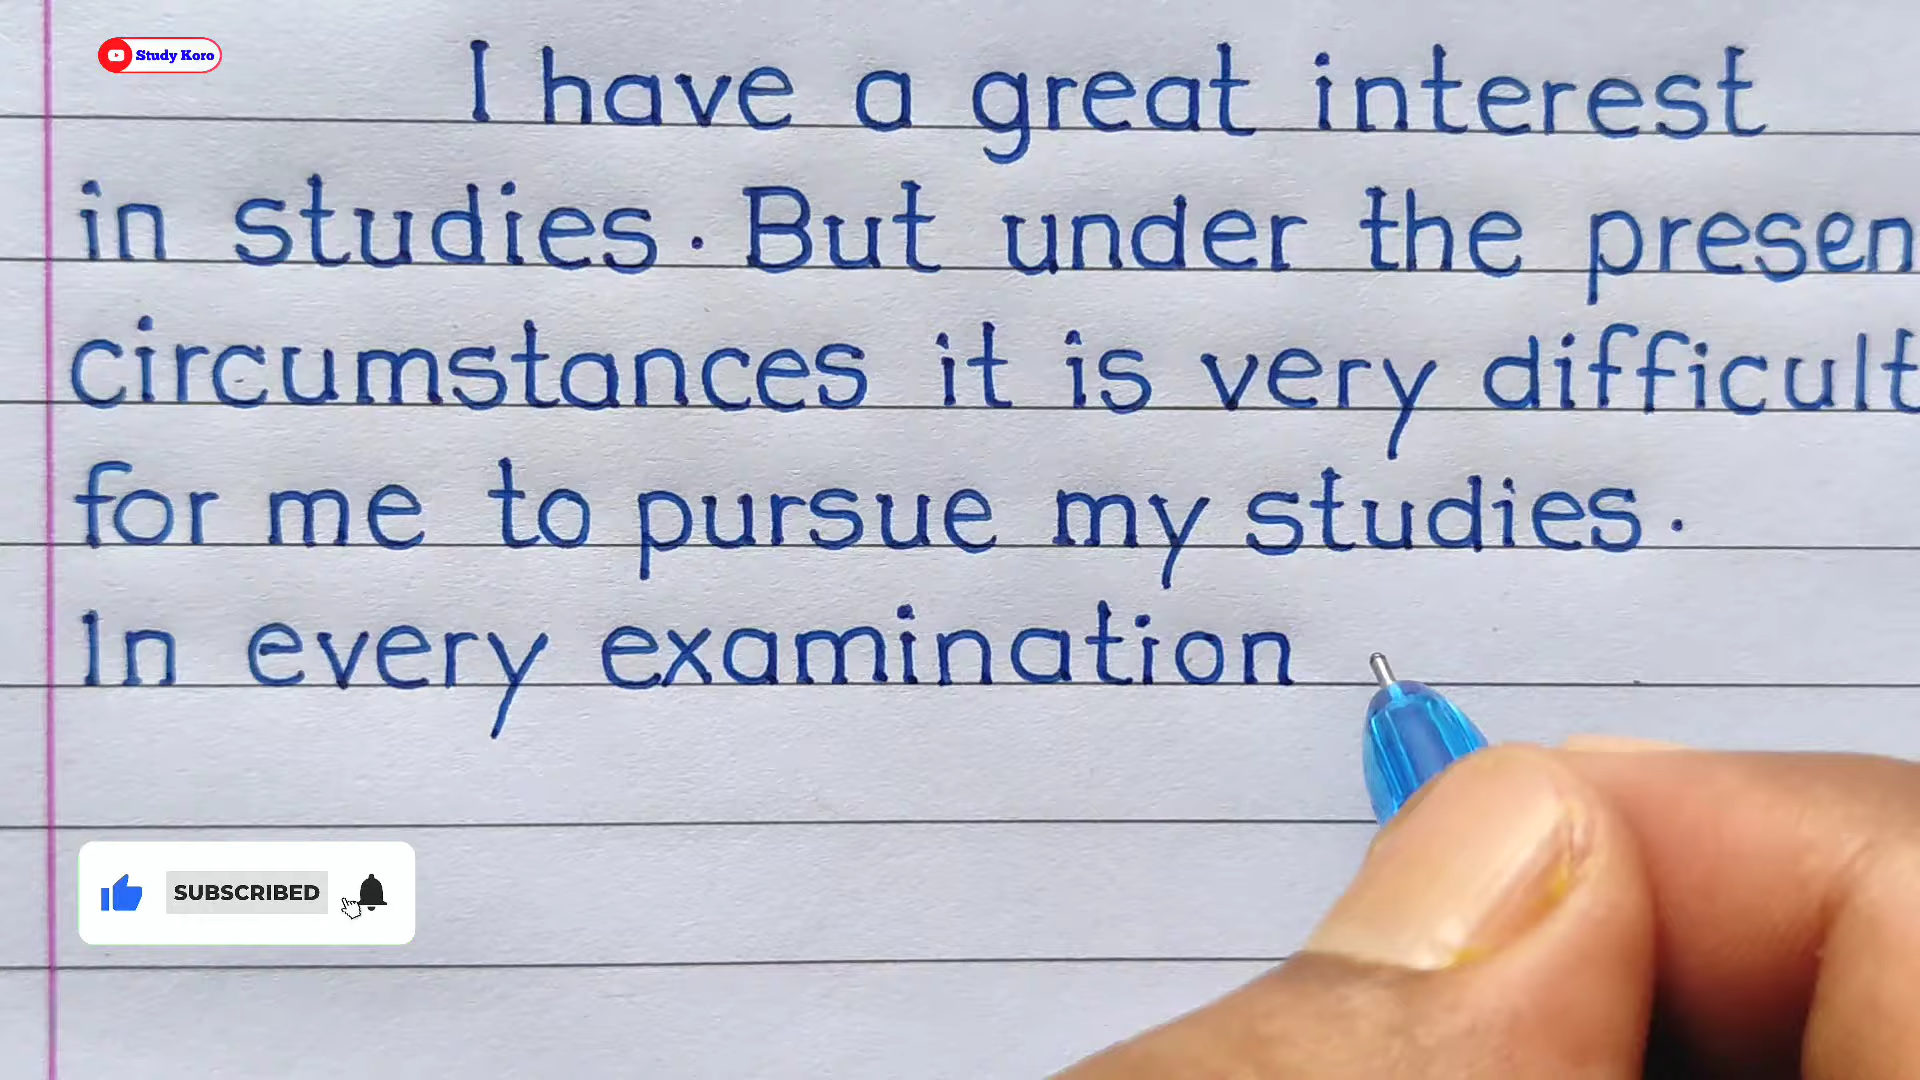 Study Koro
I have a great interest
in studies. But under the presen
circumstances it is very difficult
for me to pursue my studies.
In every examination
SUBSCRIBED